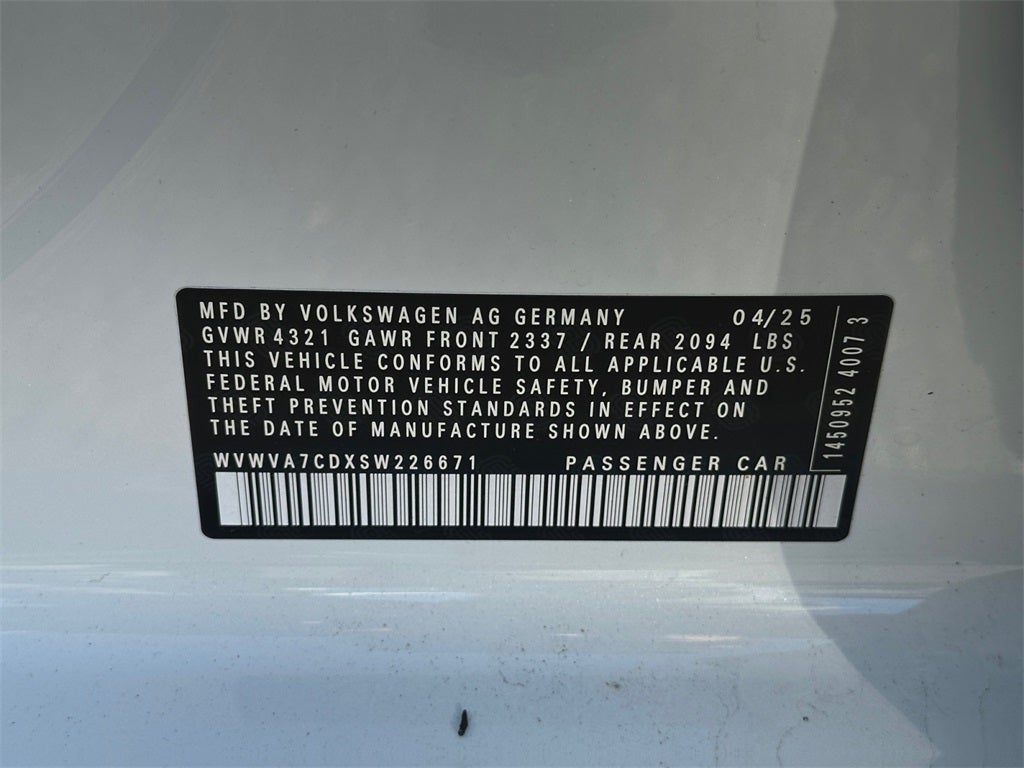 MFD BY VOLKSWAGEN AG GERMANY 04/25
GVWR 4321 GAWR FRONT 2337 / REAR 2094 LBS
THIS VEHICLE CONFORMS TO ALL APPLICABLE U.S.
FEDERAL MOTOR VEHICLE SAFETY, BUMPER AND
THEFT PREVENTION STANDARDS IN EFFECT ON
THE DATE OF MANUFACTURE SHOWN ABOVE.
WVWVA7CDXSW226671 PASSENGER CAR
1450952 4007 3